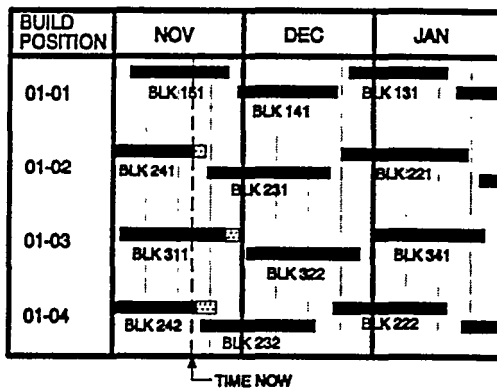 BUILD POSITION NOV DEC JAN
01-01 BLK 151 BLK 141 BLK 131
01-02 BLK 241 BLK 231 BLK 221
01-03 BLK 311 BLK 322 BLK 341
01-04 BLK 242 BLK 232 BLK 222
TIME NOW